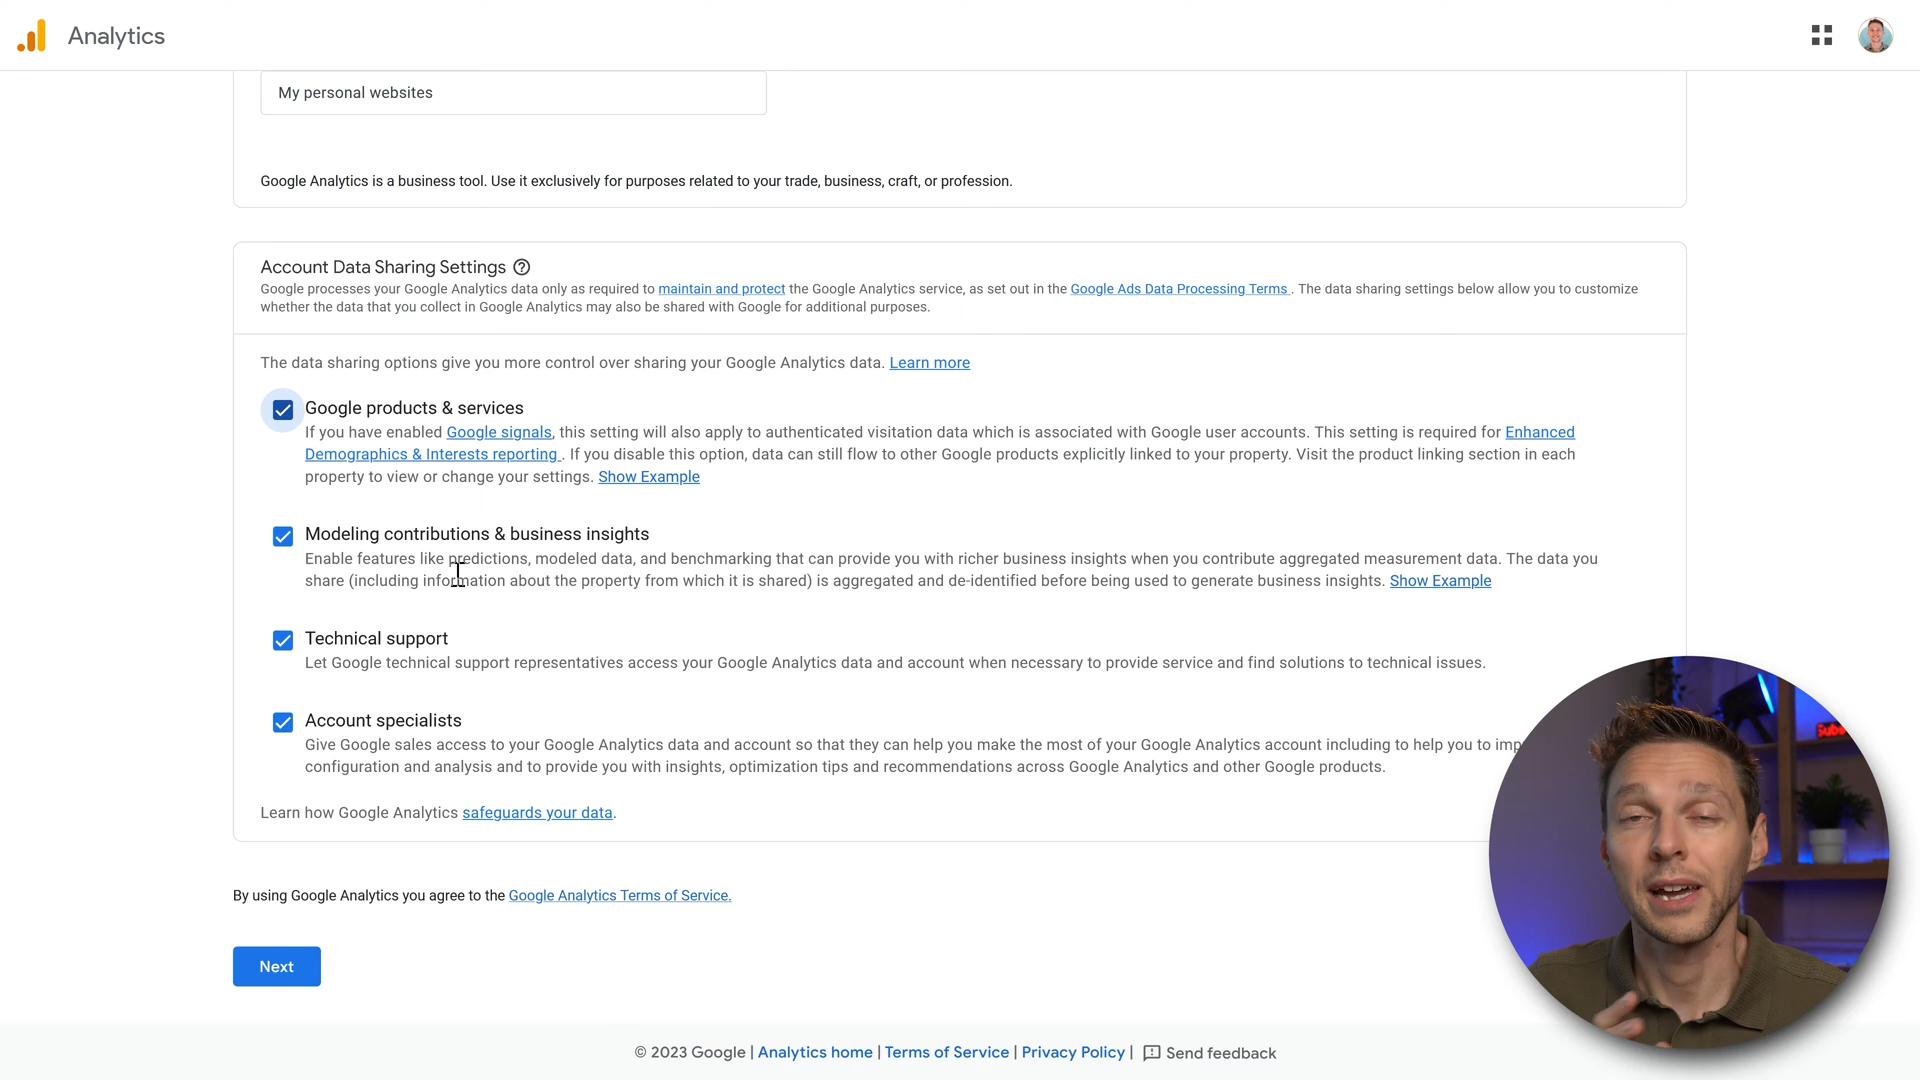 Analytics
My personal websites
Google Analytics is a business tool. Use it exclusively for purposes related to your trade, business, craft, or profession.
Account Data Sharing Settings
Google processes your Google Analytics data only as required to maintain and protect the Google Analytics service, as set out in the Google Ads Data Processing Terms . The data sharing settings below allow you to customize
whether the data that you collect in Google Analytics may also be shared with Google for additional purposes.
The data sharing options give you more control over sharing your Google Analytics data. Learn more
Google products & services
If you have enabled Google signals, this setting will also apply to authenticated visitation data which is associated with Google user accounts. This setting is required for Enhanced
Demographics & Interests reporting . If you disable this option, data can still flow to other Google products explicitly linked to your property. Visit the product linking section in each
property to view or change your settings. Show Example
Modeling contributions & business insights
Enable features like predictions, modeled data, and benchmarking that can provide you with richer business insights when you contribute aggregated measurement data. The data you
share (including information about the property from which it is shared) is aggregated and de-identified before being used to generate business insights. Show Example
Technical support
Let Google technical support representatives access your Google Analytics data and account when necessary to provide service and find solutions to technical issues.
Account specialists
Give Google sales access to your Google Analytics data and account so that they can help you make the most of your Google Analytics account including to help you to
configuration and analysis and to provide you with insights, optimization tips and recommendations across Google Analytics and other Google products.
Learn how Google Analytics safeguards your data.
By using Google Analytics you agree to the Google Analytics Terms of Service.
Next
© 2023 Google | Analytics home | Terms of Service | Privacy Policy | Send feedback